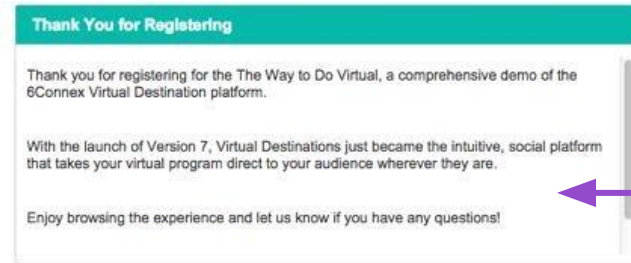 Thank You for Registering
Thank you for registering for the The Way to Do Virtual, a comprehensive demo of the
6Connex Virtual Destination platform.
With the launch of Version 7, Virtual Destinations just became the intuitive, social platform
that takes your virtual program direct to your audience wherever they are.
Enjoy browsing the experience and let us know if you have any questions!